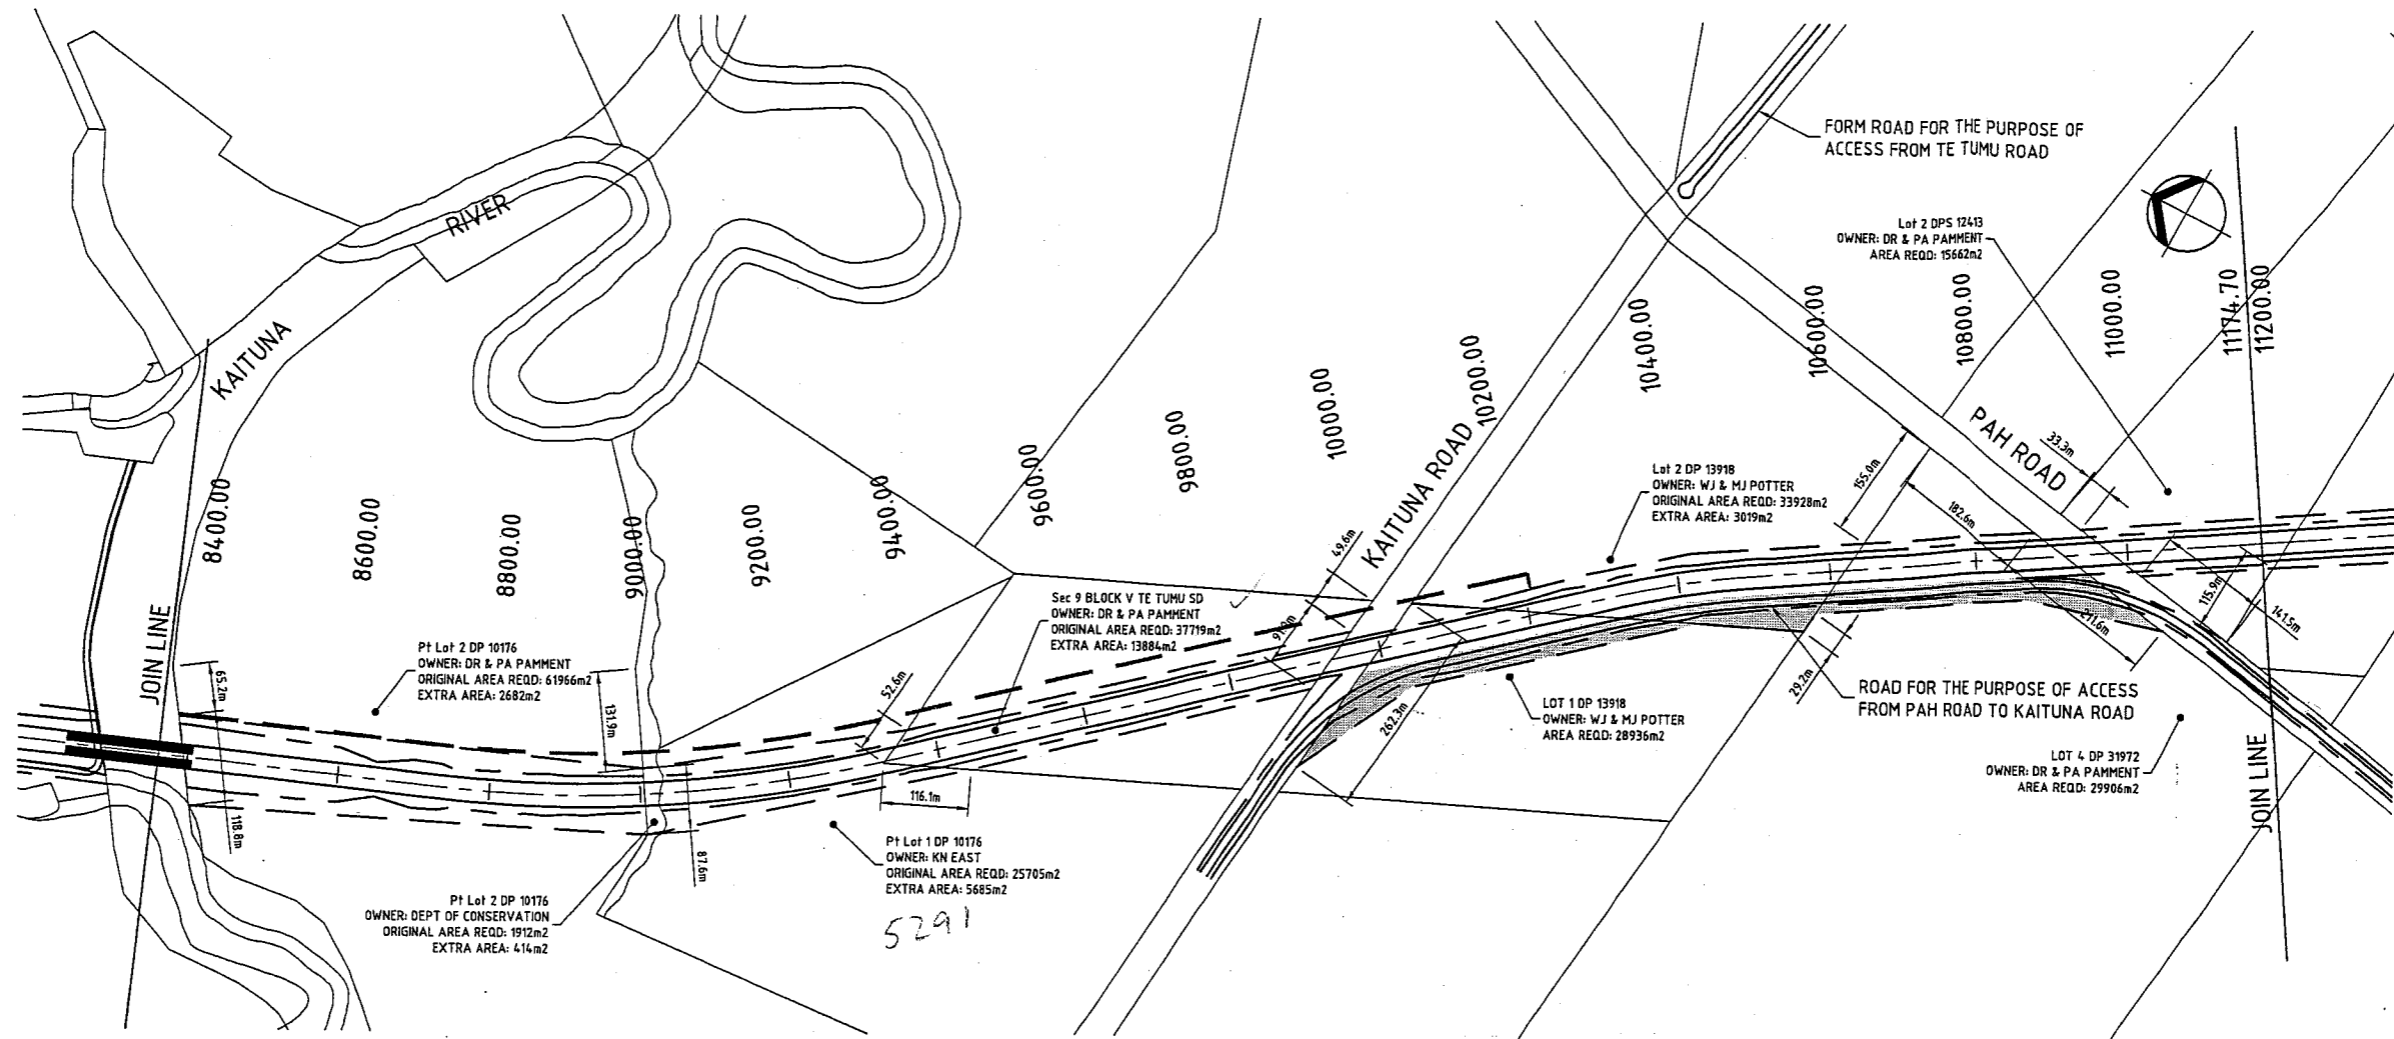 FORM ROAD FOR THE PURPOSE OF
ACCESS FROM TE TUMU ROAD
RIVER
KAITUNA
Lot 2 DPS 12413
OWNER: DR & PA PAMMENT
AREA REQD: 15662m2
8400.00
8600.00
8800.00
9000.00
9200.00
9400.00
9600.00
9800.00
10000.00
10200.00
10400.00
10600.00
10800.00
11000.00
11174.70
11200.00
KAITUNA ROAD
PAH ROAD
33.3m
155.0m
182.6m
Lot 2 DP 13918
OWNER: WJ & MJ POTTER
ORIGINAL AREA REQD: 33928m2
EXTRA AREA: 3019m2
49.6m
Sec 9 BLOCK V TE TUMU SD
OWNER: DR & PA PAMMENT
ORIGINAL AREA REQD: 37719m2
EXTRA AREA: 13884m2
115.9m
141.5m
211.6m
JOIN LINE
Pt Lot 2 DP 10176
OWNER: DR & PA PAMMENT
ORIGINAL AREA REQD: 61966m2
EXTRA AREA: 2682m2
65.2m
131.9m
52.6m
29.2m
ROAD FOR THE PURPOSE OF ACCESS
FROM PAH ROAD TO KAITUNA ROAD
LOT 1 DP 13918
OWNER: WJ & MJ POTTER
AREA REQD: 28936m2
262.3m
LOT 4 DP 31972
OWNER: DR & PA PAMMENT
AREA REQD: 29906m2
JOIN LINE
116.1m
118.8m
87.6m
Pt Lot 1 DP 10176
OWNER: KN EAST
ORIGINAL AREA REQD: 25705m2
EXTRA AREA: 5685m2
5291
Pt Lot 2 DP 10176
OWNER: DEPT OF CONSERVATION
ORIGINAL AREA REQD: 1912m2
EXTRA AREA: 414m2